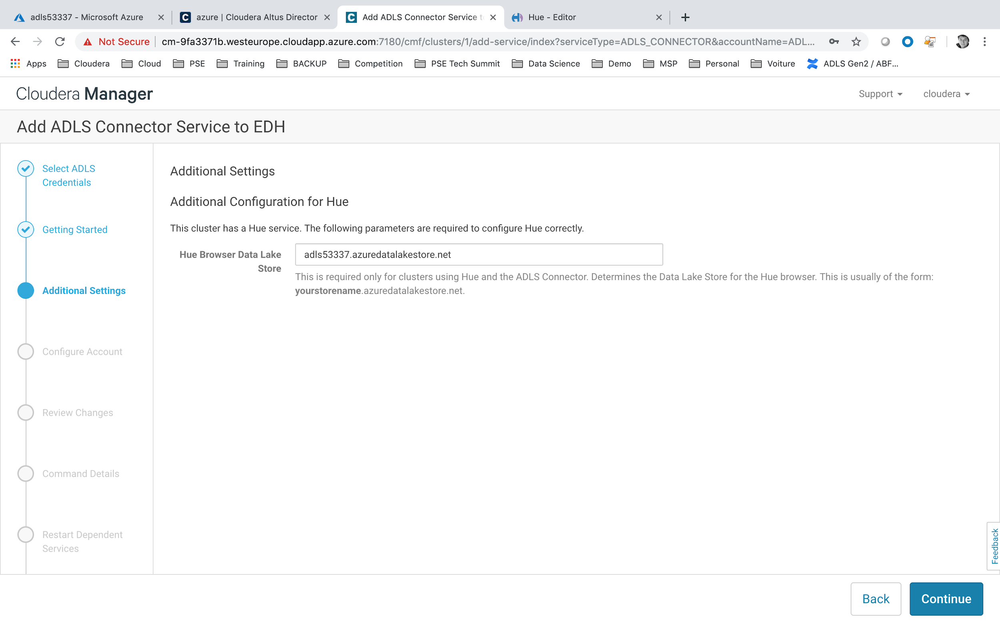 adls53337 - Microsoft Azure
azure | Cloudera Altus Director
Add ADLS Connector Service to
Hue - Editor
Not Secure
cm-9fa3371b.westeurope.cloudapp.azure.com:7180/cmf/clusters/1/add-service/index?serviceType=ADLS_CONNECTOR&accountName=ADL...
Apps
Cloudera
Cloud
PSE
Training
BACKUP
Competition
PSE Tech Summit
Data Science
Demo
MSP
Personal
Voiture
ADLS Gen2 / ABF...
Cloudera Manager
Support
cloudera
Add ADLS Connector Service to EDH
Select ADLS
Credentials
Getting Started
Additional Settings
Configure Account
Review Changes
Command Details
Restart Dependent
Services
Additional Settings
Additional Configuration for Hue
This cluster has a Hue service. The following parameters are required to configure Hue correctly.
Hue Browser Data Lake
Store
adls53337.azuredatalakestore.net
This is required only for clusters using Hue and the ADLS Connector. Determines the Data Lake Store for the Hue browser. This is usually of the form:
yourstorename.azuredatalakestore.net.
Feedback
Back
Continue